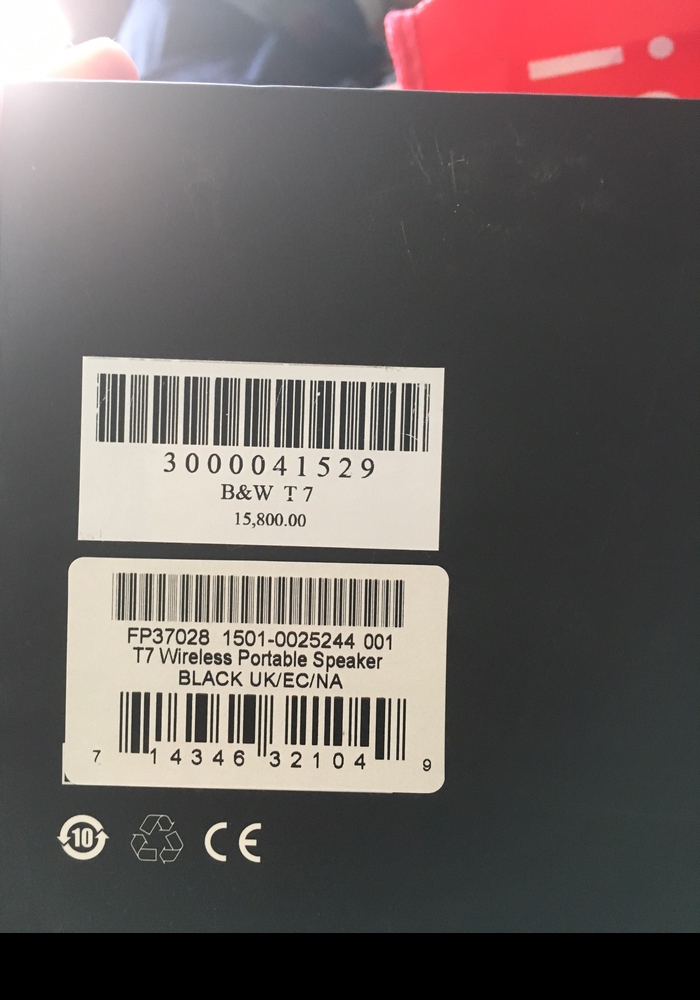 3000041529
B&W T7
15,800.00
FP37028 1501-0025244 001
T7 Wireless Portable Speaker
BLACK UK/EC/NA
7 14346 32104 9
10
CE